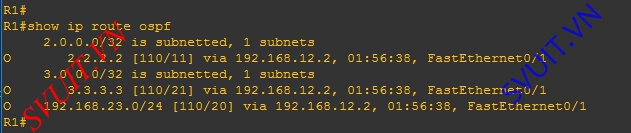 R1#
R1#show ip route ospf
2.0.0.0/32 is subnetted, 1 subnets
O 2.2.2.2 [110/11] via 192.168.12.2, 01:56:38, FastEthernet0/1
3.0.0.0/32 is subnetted, 1 subnets
O 3.3.3.3 [110/21] via 192.168.12.2, 01:56:38, FastEthernet0/1
O 192.168.23.0/24 [110/20] via 192.168.12.2, 01:56:38, FastEthernet0/1
R1#
SVUIT.VN
SVUIT.VN